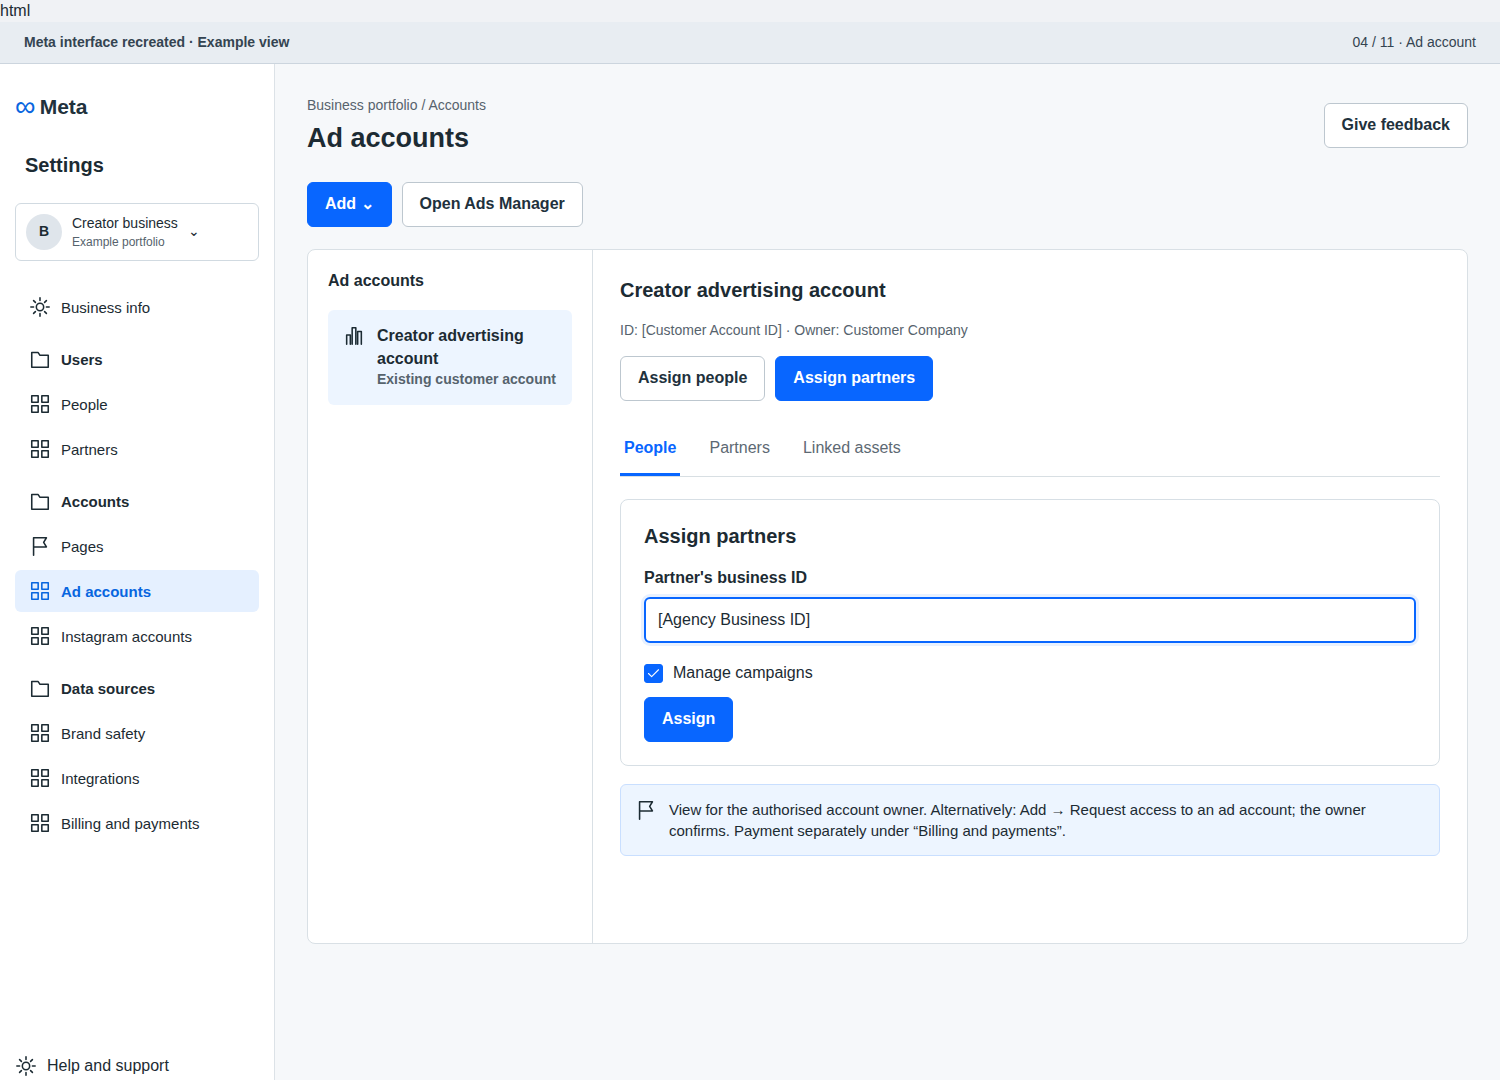 html
Meta interface recreated · Example view
04 / 11 · Ad account
∞ Meta
Settings
B
Creator business
Example portfolio
Business info
Users
People
Partners
Accounts
Pages
Ad accounts
Instagram accounts
Data sources
Brand safety
Integrations
Billing and payments
Help and support
Business portfolio / Accounts
Ad accounts
Give feedback
Add
Open Ads Manager
Ad accounts
Creator advertising
account
Existing customer account
Creator advertising account
ID: [Customer Account ID] · Owner: Customer Company
Assign people
Assign partners
People
Partners
Linked assets
Assign partners
Partner's business ID
[Agency Business ID]
Manage campaigns
Assign
View for the authorised account owner. Alternatively: Add → Request access to an ad account; the owner
confirms. Payment separately under “Billing and payments”.